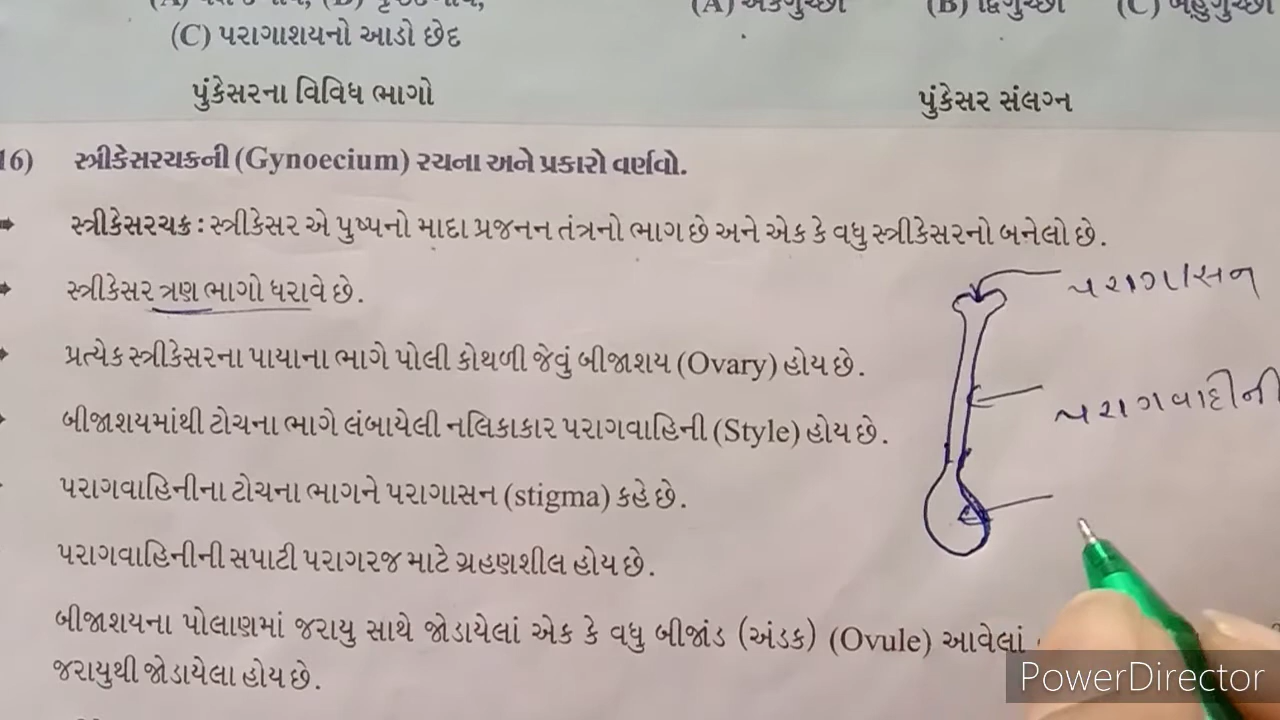 (C) પરાગાશયનો આડો છેદ
પુંકેસરના વિવિધ ભાગો
(A) એકગુચ્છી (B) દ્વિગુચ્છી (C) બહુગુચ્છી
પુંકેસર સંલગ્ન
16) સ્ત્રીકેસરચક્રની (Gynoecium) રચના અને પ્રકારો વર્ણવો.
સ્ત્રીકેસરચક્ર : સ્ત્રીકેસર એ પુષ્પનો માદા પ્રજનન તંત્રનો ભાગ છે અને એક કે વધુ સ્ત્રીકેસરનો બનેલો છે.
સ્ત્રીકેસર ત્રણ ભાગો ધરાવે છે.
પરાગાસન
પ્રત્યેક સ્ત્રીકેસરના પાયાના ભાગે પોલી કોથળી જેવું બીજાશય (Ovary) હોય છે.
પરાગવાહીની
બીજાશયમાંથી ટોચના ભાગે લંબાયેલી નલિકાકાર પરાગવાહિની (Style) હોય છે.
પરાગવાહિનીના ટોચના ભાગને પરાગાસન (stigma) કહે છે.
પરાગવાહિનીની સપાટી પરાગરજ માટે ગ્રહણશીલ હોય છે.
બીજાશયના પોલાણમાં જરાયુ સાથે જોડાયેલાં એક કે વધુ બીજાંડ (અંડક) (Ovule) આવેલાં
જરાયુથી જોડાયેલા હોય છે.
PowerDirector